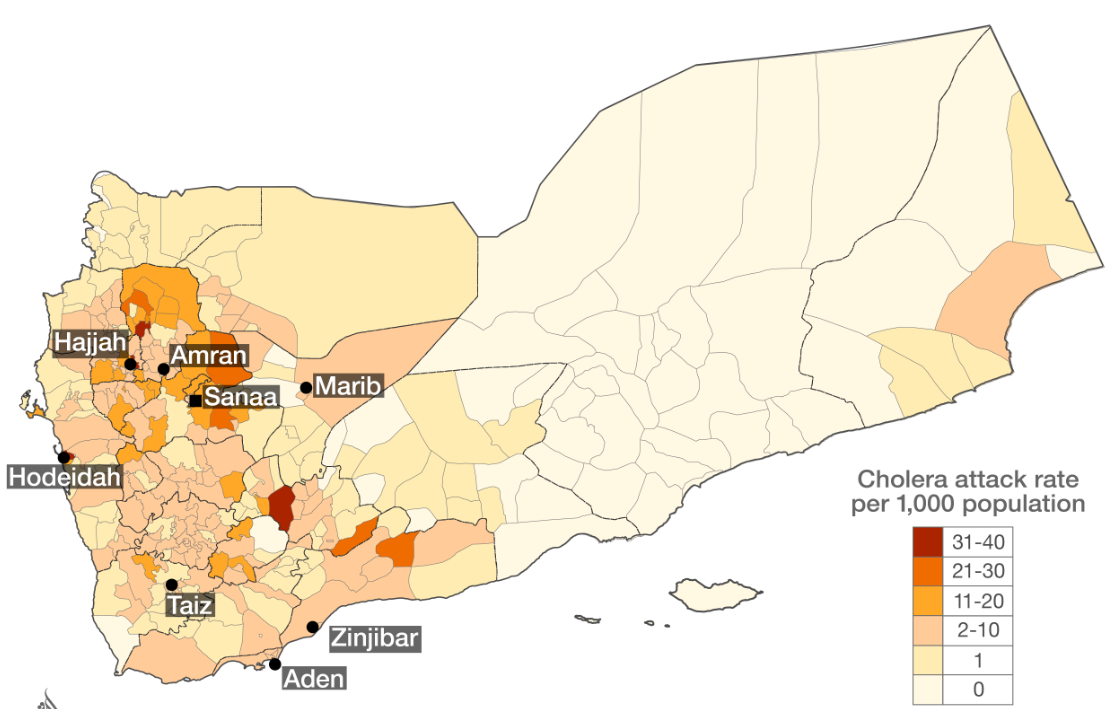 Hajjah
Amran
Marib
Sanaa
Hodeidah
Cholera attack rate
per 1,000 population
31-40
21-30
11-20
2-10
1
0
Taiz
Zinjibar
Aden